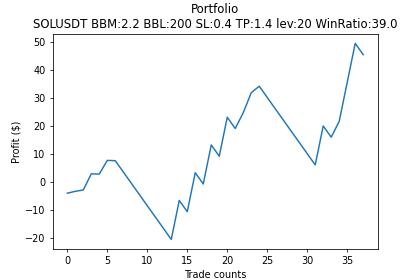 Portfolio
SOLUSDT BBM:2.2 BBL:200 SL:0.4 TP:1.4 lev:20 WinRatio:39.0
50
40
30
20
10
0
−10
−20
Profit ($)
0 5 10 15 20 25 30 35
Trade counts